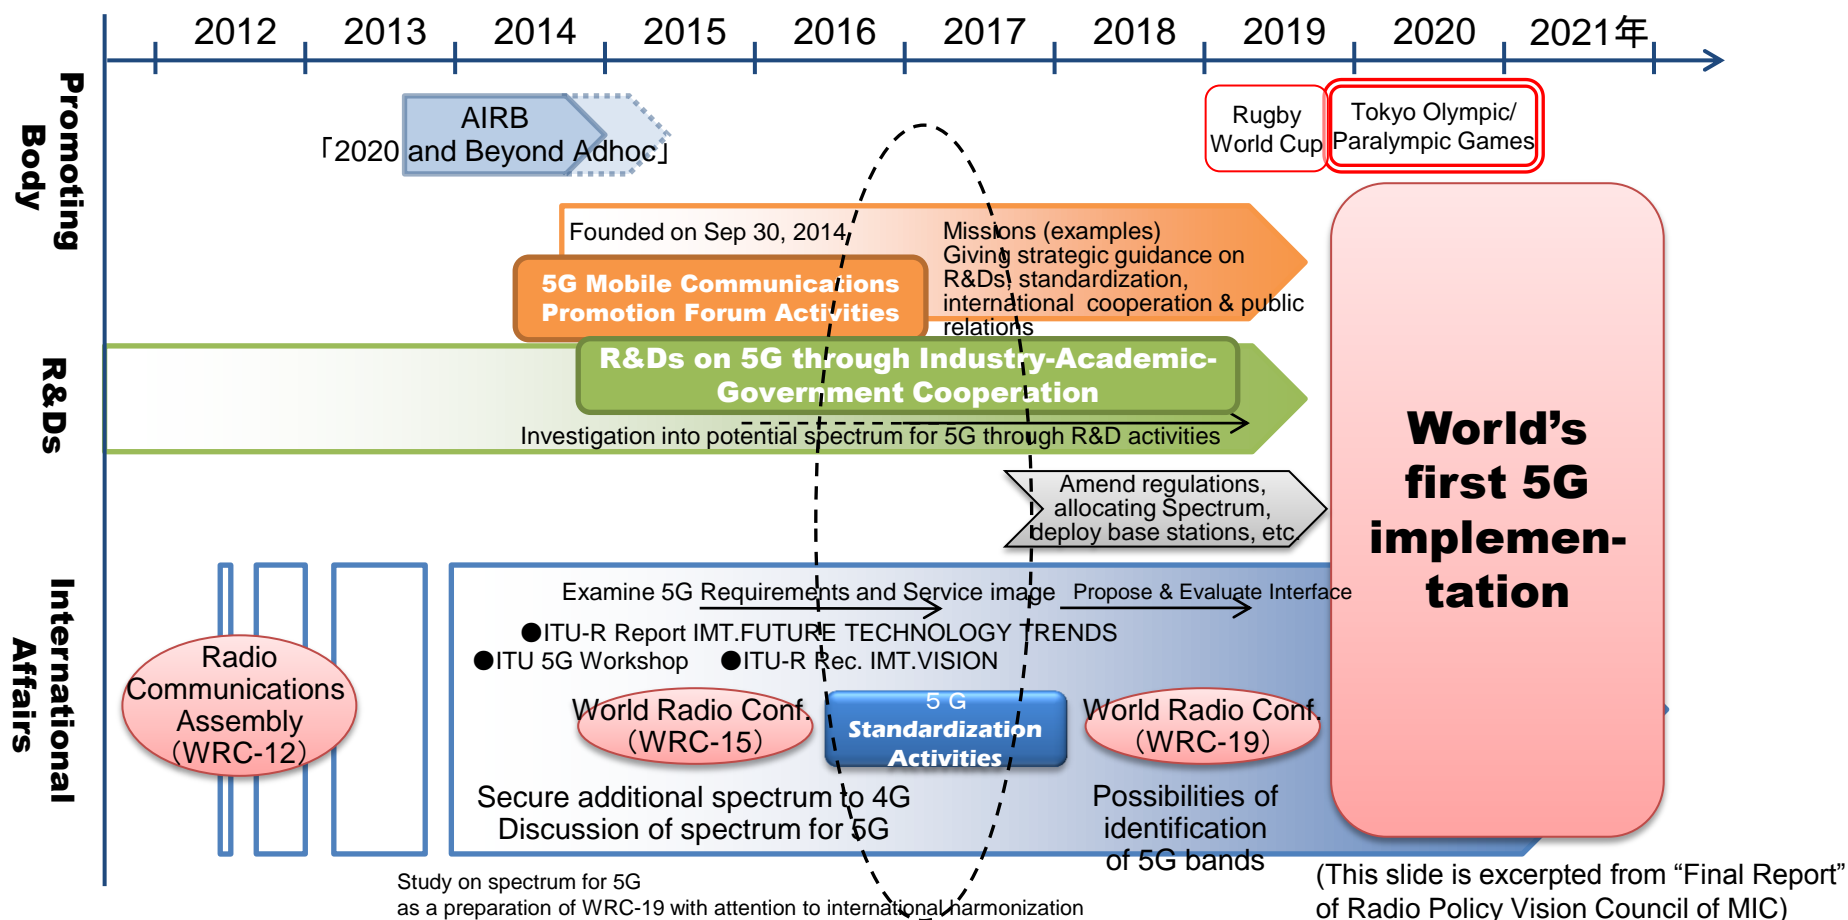 2012 2013 2014 2015 2016 2017 2018 2019 2020 2021年
Promoting
Body
AIRB
「2020 and Beyond Adhoc」
Rugby
World Cup
Tokyo Olympic/
Paralympic Games
Founded on Sep 30, 2014
Missions (examples)
Giving strategic guidance on
R&Ds, standardization,
international cooperation & public
relations
5G Mobile Communications
Promotion Forum Activities
R&Ds
R&Ds on 5G through Industry-Academic-
Government Cooperation
Investigation into potential spectrum for 5G through R&D activities
Amend regulations,
allocating Spectrum,
deploy base stations, etc.
World's
first 5G
implemen-
tation
International
Affairs
Examine 5G Requirements and Service image
Propose & Evaluate Interface
●ITU-R Report IMT.FUTURE TECHNOLOGY TRENDS
●ITU 5G Workshop ●ITU-R Rec. IMT.VISION
Radio
Communications
Assembly
（WRC-12）
World Radio Conf.
（WRC-15）
５Ｇ
Standardization
Activities
World Radio Conf.
（WRC-19）
Secure additional spectrum to 4G
Discussion of spectrum for 5G
Possibilities of
identification
of 5G bands
Study on spectrum for 5G
as a preparation of WRC-19 with attention to international harmonization
(This slide is excerpted from “Final Report”
of Radio Policy Vision Council of MIC)